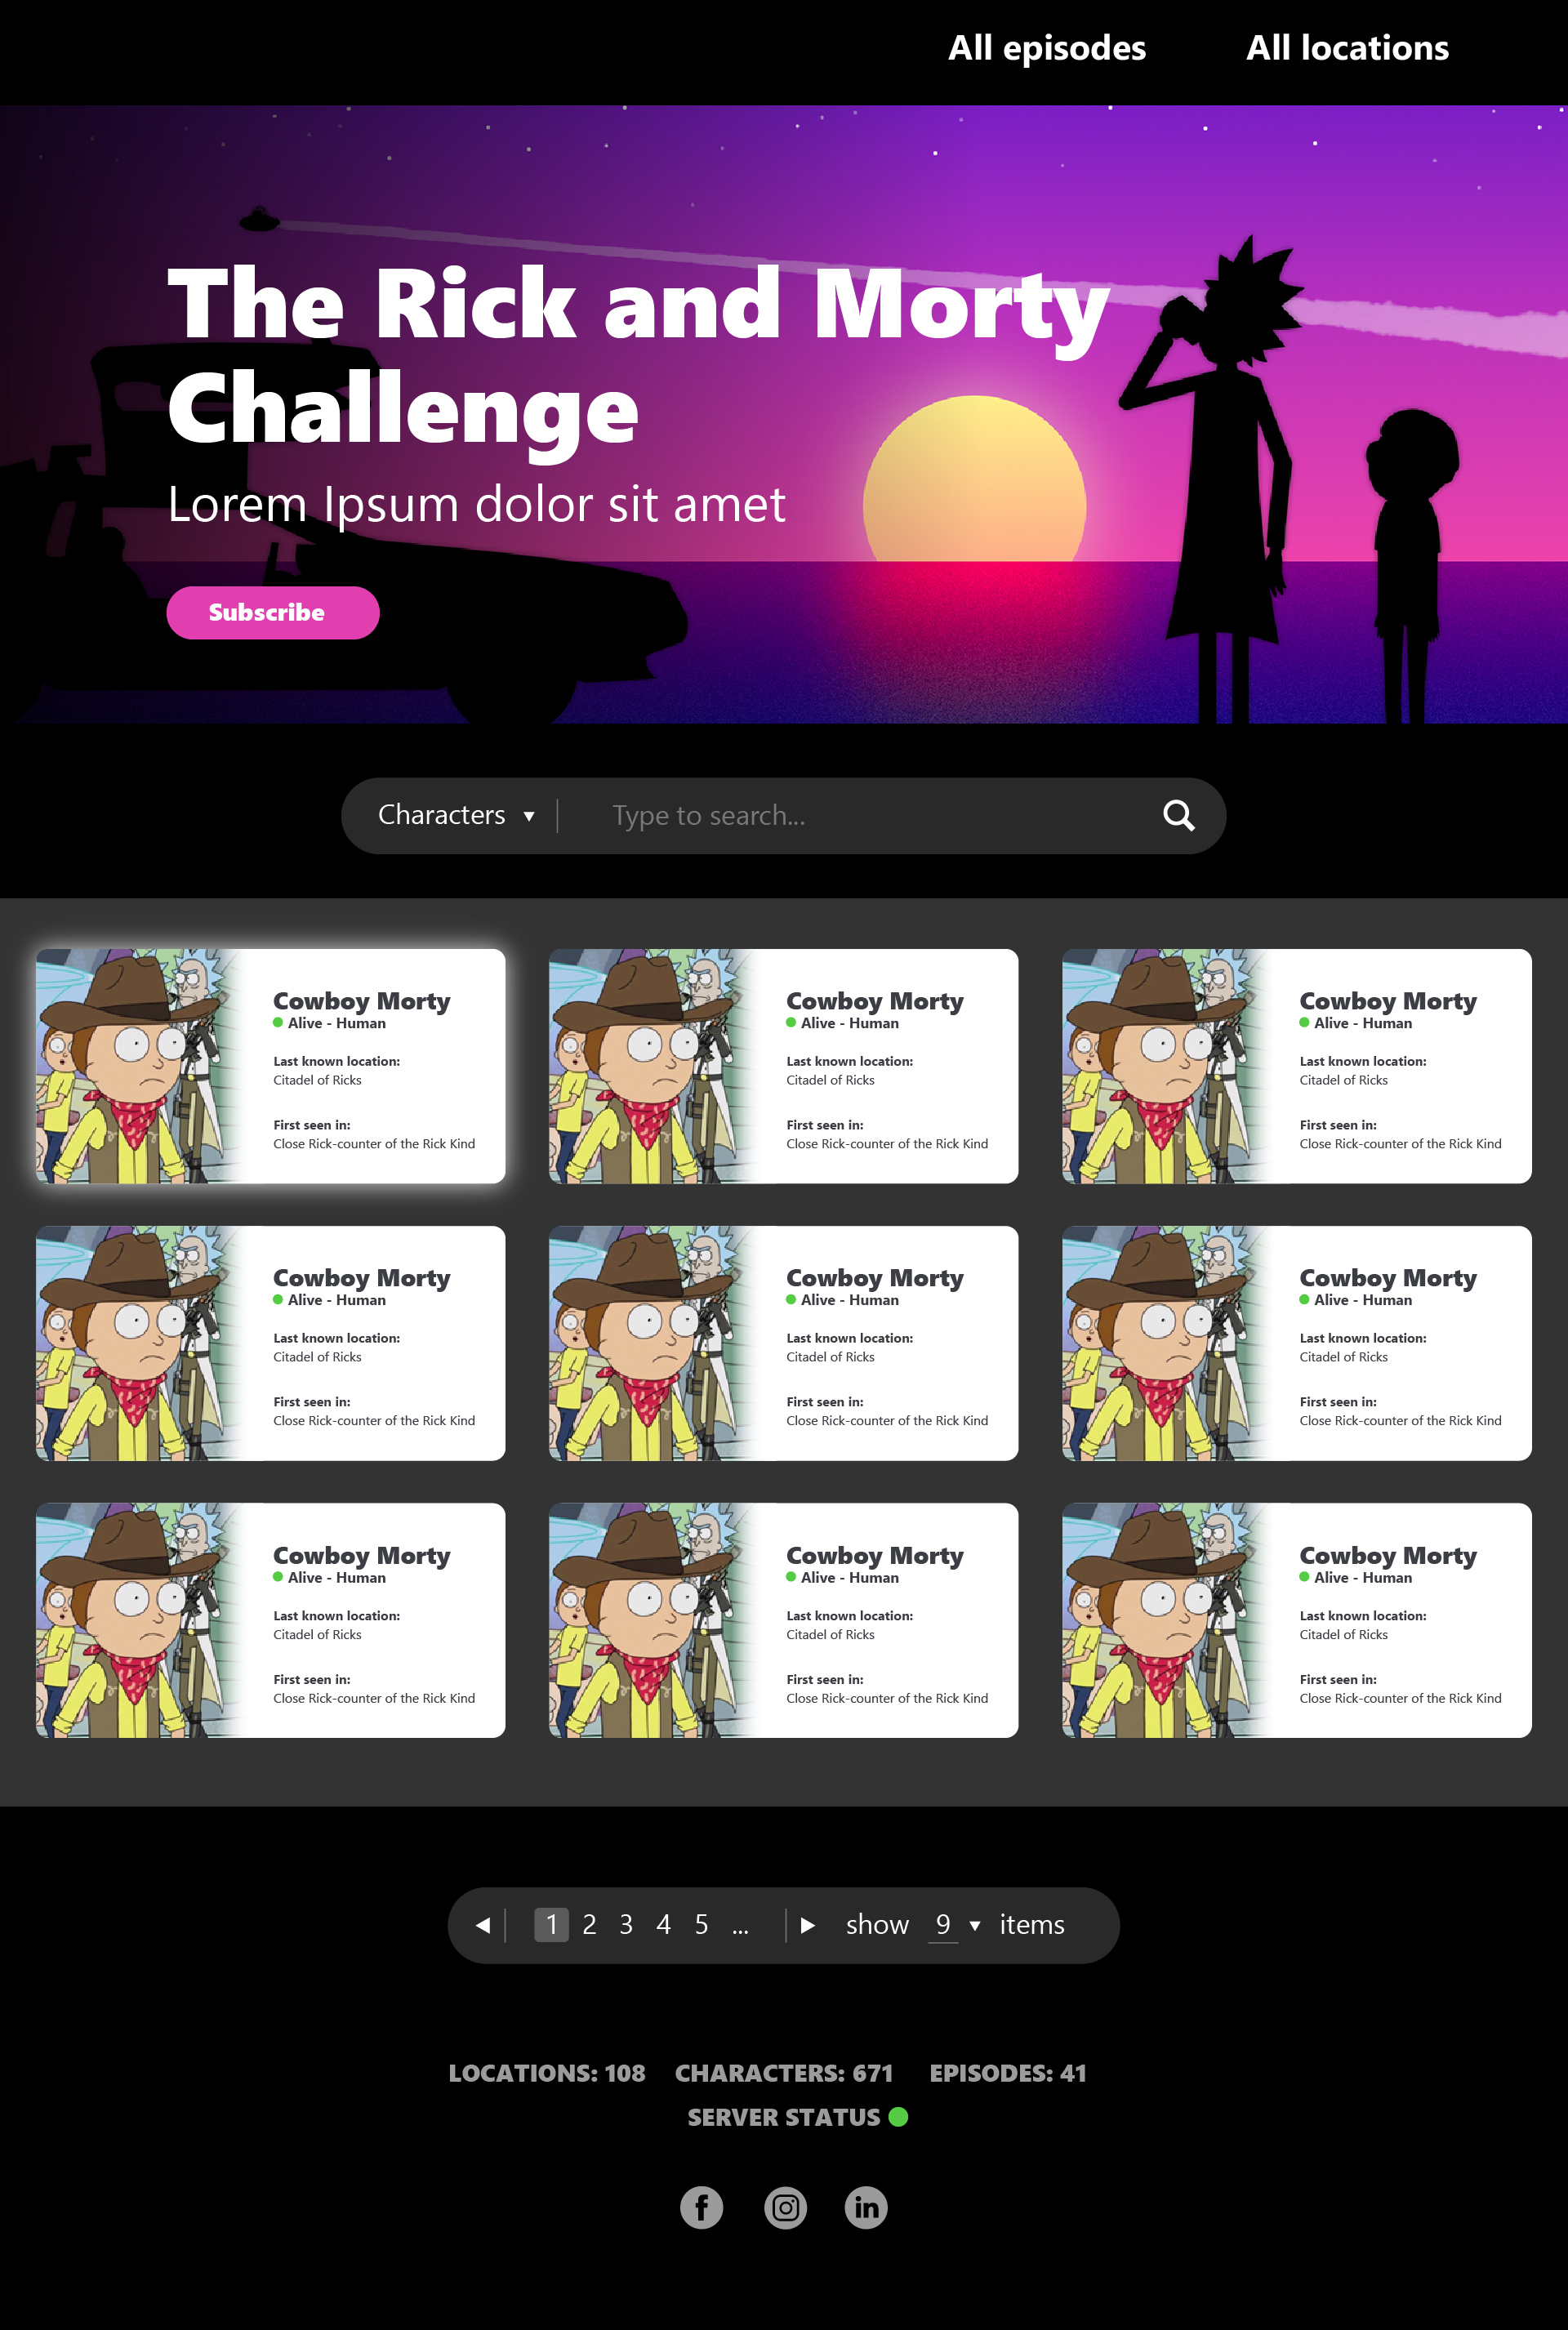 All episodes All locations
The Rick and Morty
Challenge
Lorem Ipsum dolor sit amet
Subscribe
Characters Type to search...
Cowboy Morty
Alive - Human
Last known location:
Citadel of Ricks
First seen in:
Close Rick-counter of the Rick Kind
Cowboy Morty
Alive - Human
Last known location:
Citadel of Ricks
First seen in:
Close Rick-counter of the Rick Kind
Cowboy Morty
Alive - Human
Last known location:
Citadel of Ricks
First seen in:
Close Rick-counter of the Rick Kind
Cowboy Morty
Alive - Human
Last known location:
Citadel of Ricks
First seen in:
Close Rick-counter of the Rick Kind
Cowboy Morty
Alive - Human
Last known location:
Citadel of Ricks
First seen in:
Close Rick-counter of the Rick Kind
Cowboy Morty
Alive - Human
Last known location:
Citadel of Ricks
First seen in:
Close Rick-counter of the Rick Kind
Cowboy Morty
Alive - Human
Last known location:
Citadel of Ricks
First seen in:
Close Rick-counter of the Rick Kind
Cowboy Morty
Alive - Human
Last known location:
Citadel of Ricks
First seen in:
Close Rick-counter of the Rick Kind
Cowboy Morty
Alive - Human
Last known location:
Citadel of Ricks
First seen in:
Close Rick-counter of the Rick Kind
1 2 3 4 5 ... show 9 items
LOCATIONS: 108 CHARACTERS: 671 EPISODES: 41
SERVER STATUS
f in